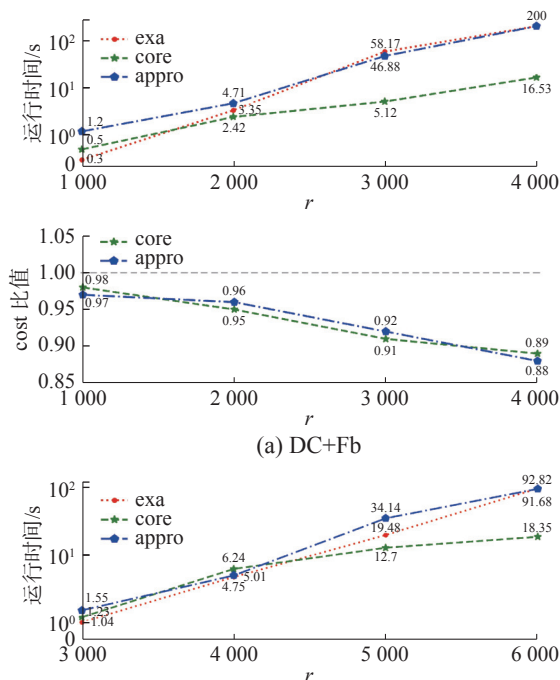 10²
10¹
10⁰
0
运行时间/s
exa
core
appro
1.2
0.5
0.3
4.71
3.35
2.42
58.17
46.88
5.12
200
16.53
1 000 2 000 3 000 4 000
r
1.05
1.00
0.95
0.90
0.85
cost 比值
core
appro
0.98
0.97
0.96
0.95
0.92
0.91
0.89
0.88
1 000 2 000 3 000 4 000
r
(a) DC+Fb
10²
10¹
10⁰
0
运行时间/s
exa
core
appro
1.55
1.23
1.04
6.24
5.01
4.75
34.14
19.48
12.7
92.82
91.68
18.35
3 000 4 000 5 000 6 000
r